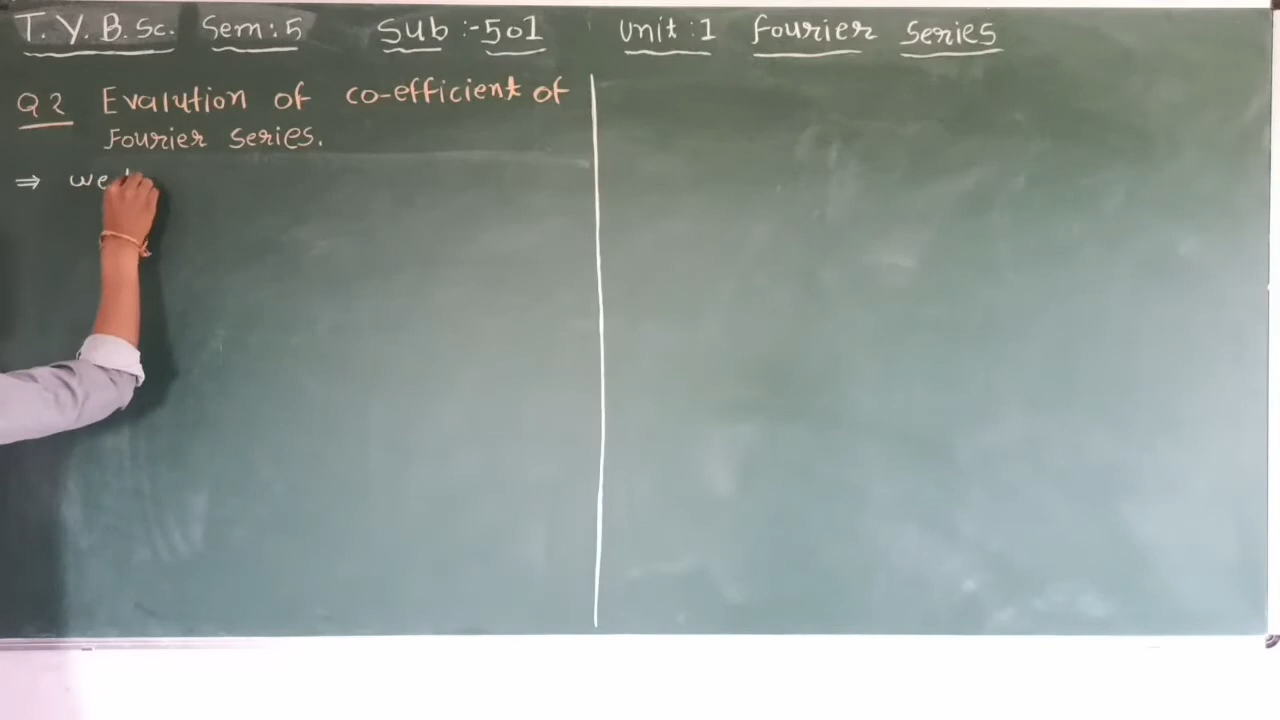 T.Y.B.Sc. Sem:5 Sub:-501 Unit:1 Fourier Series
Q2 Evalution of co-efficient of
Fourier Series.
⇒ we